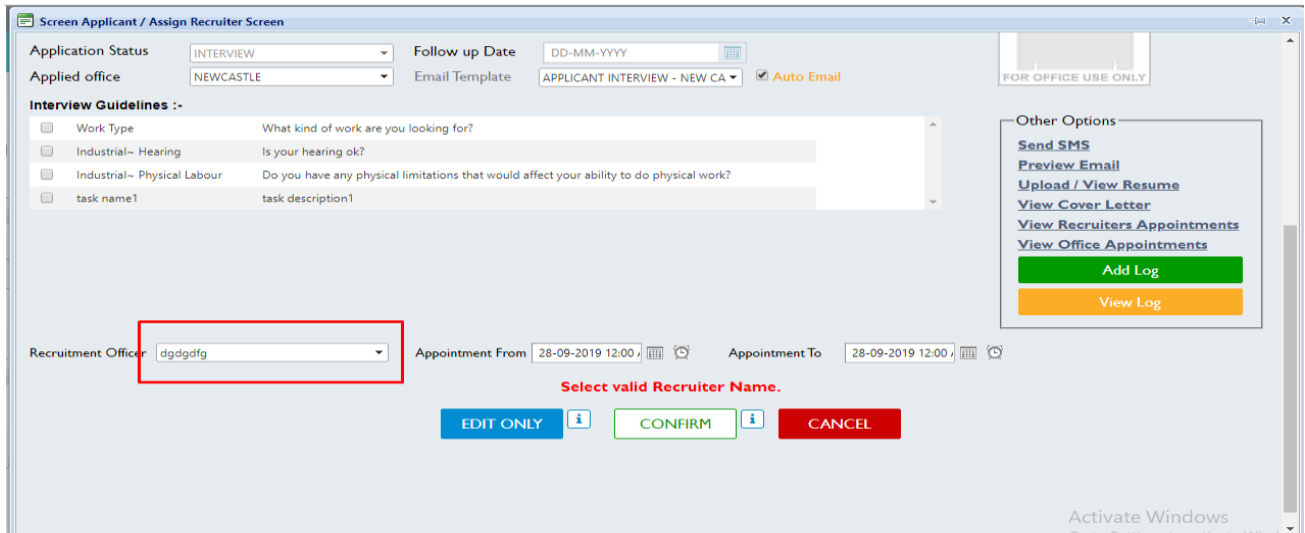 Screen Applicant / Assign Recruiter Screen
Application Status INTERVIEW Follow up Date DD-MM-YYYY
Applied office NEWCASTLE Email Template APPLICANT INTERVIEW - NEW CA Auto Email
FOR OFFICE USE ONLY
Interview Guidelines :-
Work Type What kind of work are you looking for?
Industrial~ Hearing Is your hearing ok?
Industrial~ Physical Labour Do you have any physical limitations that would affect your ability to do physical work?
task name1 task description1
Other Options
Send SMS
Preview Email
Upload / View Resume
View Cover Letter
View Recruiters Appointments
View Office Appointments
Add Log
View Log
Recruitment Officer dgdgdfg Appointment From 28-09-2019 12:00 Appointment To 28-09-2019 12:00
Select valid Recruiter Name.
EDIT ONLY i CONFIRM i CANCEL
Activate Windows